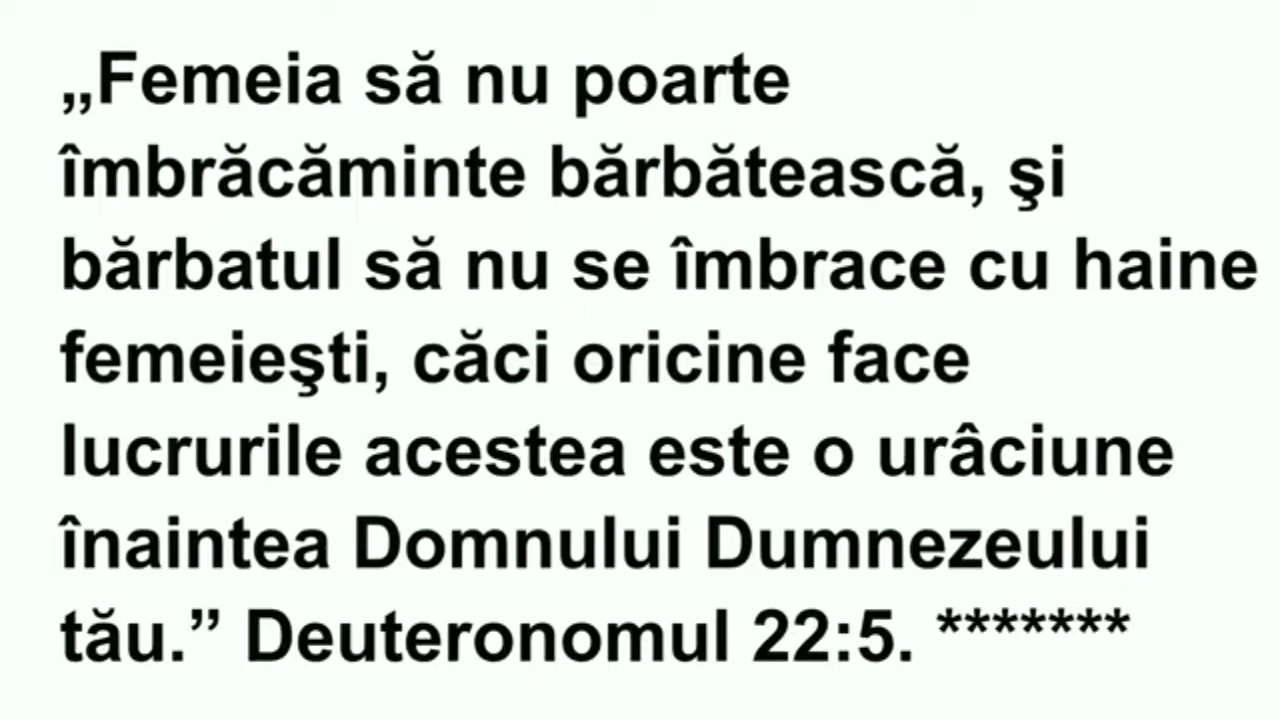 „Femeia să nu poarte
îmbrăcăminte bărbătească, şi
bărbatul să nu se îmbrace cu haine
femeieşti, căci oricine face
lucrurile acestea este o urâciune
înaintea Domnului Dumnezeului
tău.” Deuteronomul 22:5. *******